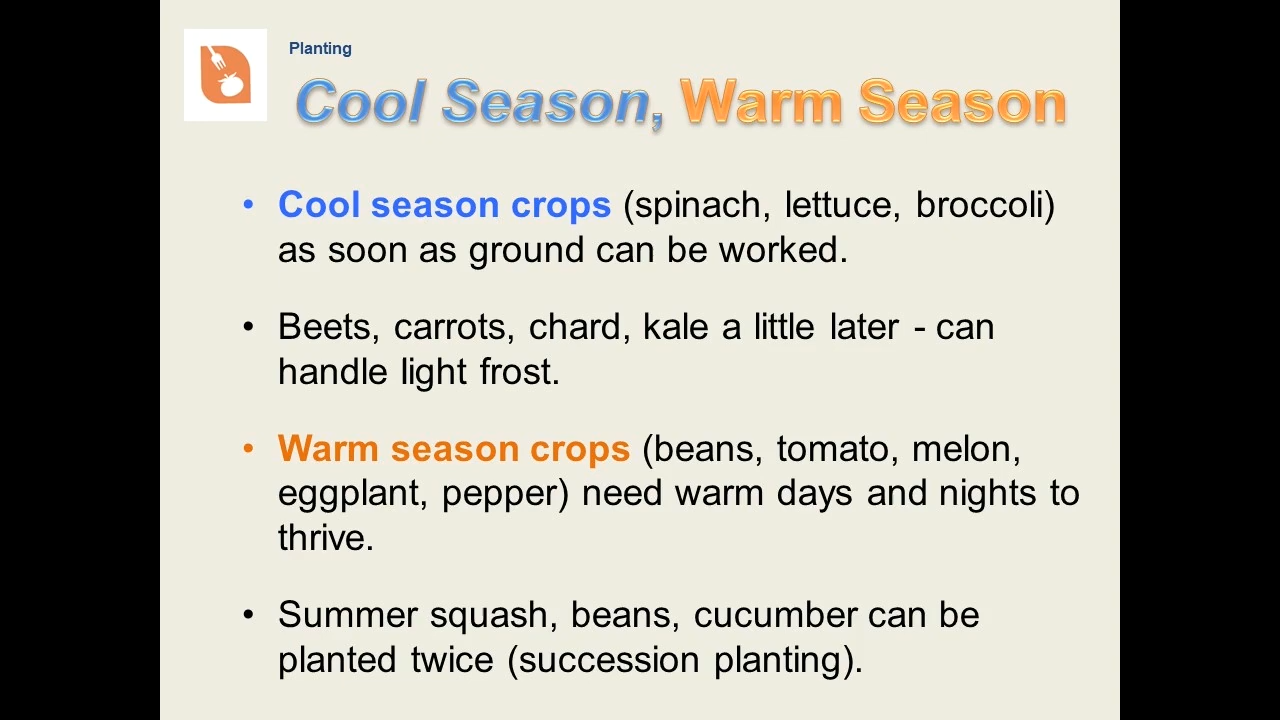 Planting
Cool Season, Warm Season
• Cool season crops (spinach, lettuce, broccoli)
as soon as ground can be worked.
• Beets, carrots, chard, kale a little later - can
handle light frost.
• Warm season crops (beans, tomato, melon,
eggplant, pepper) need warm days and nights to
thrive.
• Summer squash, beans, cucumber can be
planted twice (succession planting).